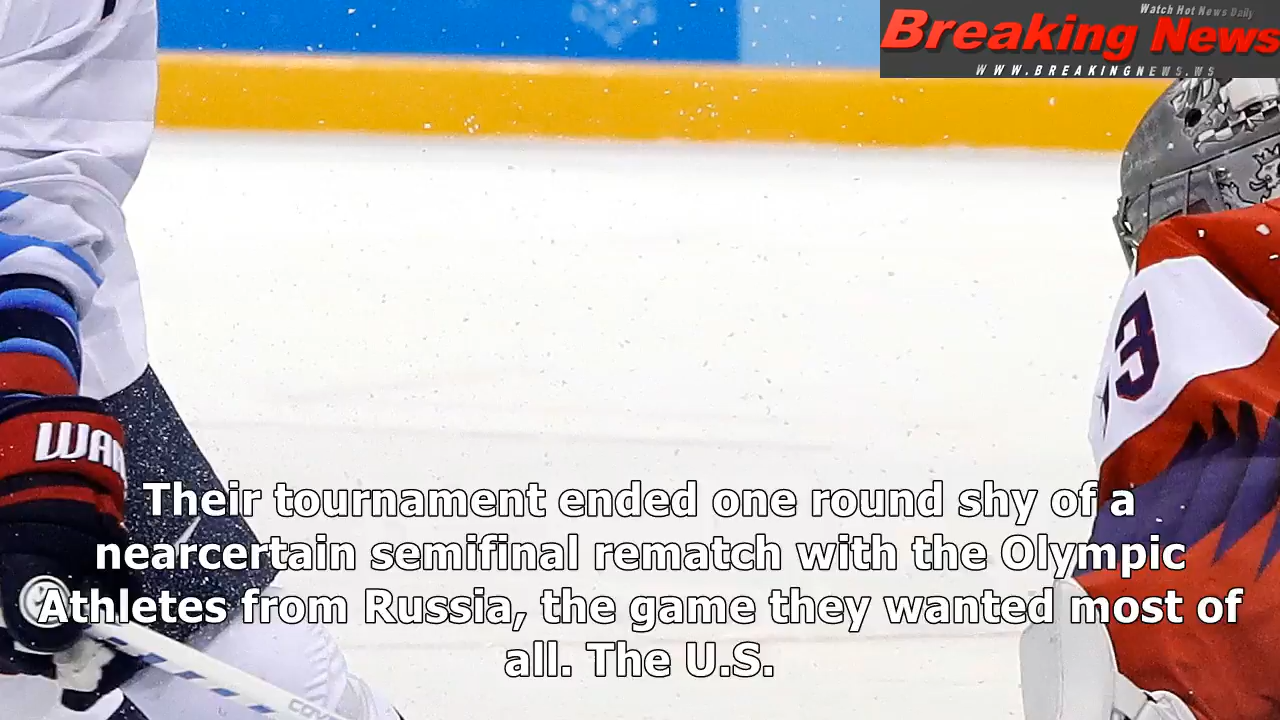 Watch Hot News Daily
Breaking News
WWW.BREAKINGNEWS.WS
3
WAR
Their tournament ended one round shy of a
nearcertain semifinal rematch with the Olympic
Athletes from Russia, the game they wanted most of
all. The U.S.